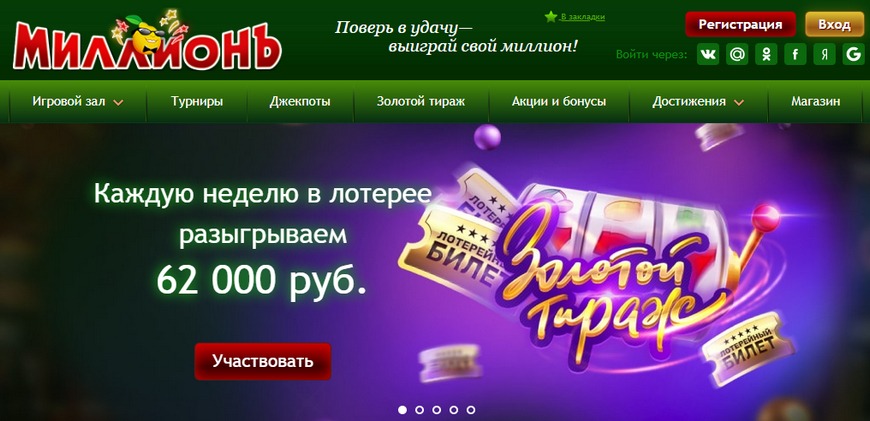 МиллионЪ
Поверь в удачу—
выиграй свой миллион!
В закладки
Регистрация
Вход
Войти через:
Я
G
Игровой зал
Турниры
Джекпоты
Золотой тираж
Акции и бонусы
Достижения
Магазин
Каждую неделю в лотерее
разыгрываем
62 000 руб.
Участвовать
ЛОТЕРЕЙНЫЙ
БИЛЕТ
Золотой
тираж
ЛОТЕРЕЙНЫЙ
БИЛЕТ